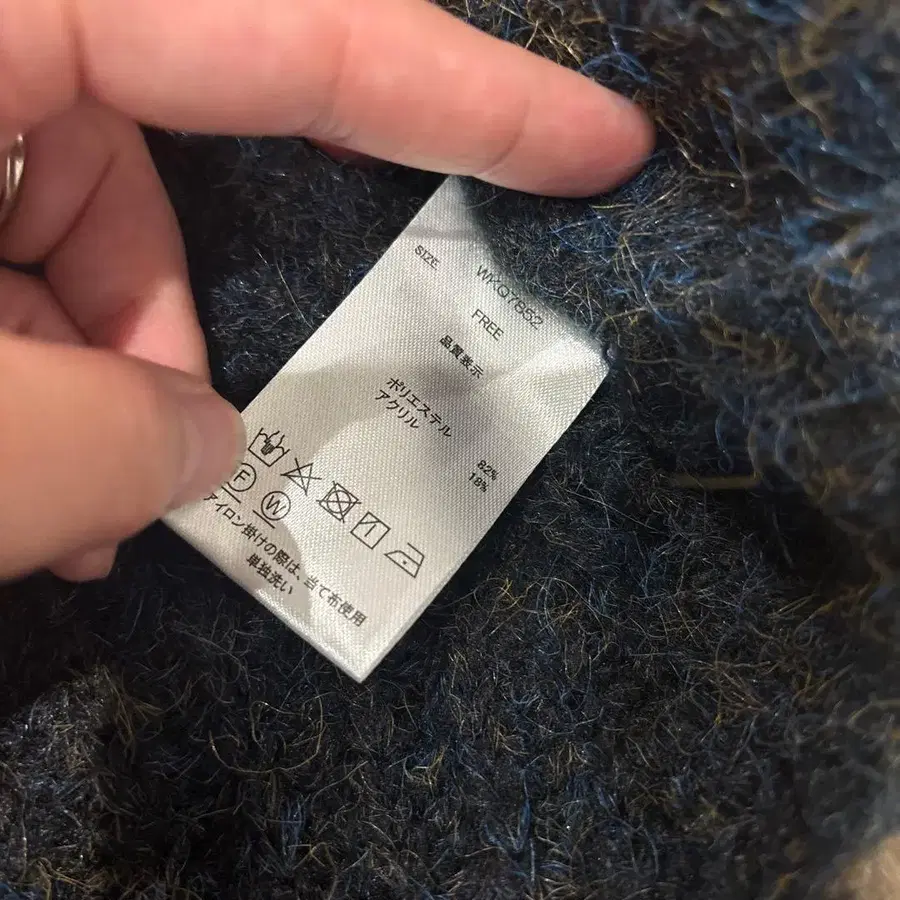 WKQ7852
SIZE FREE
品質表示
ポリエステル 82%
アクリル 18%
F W
アイロン掛けの際は、当て布使用
単独洗い